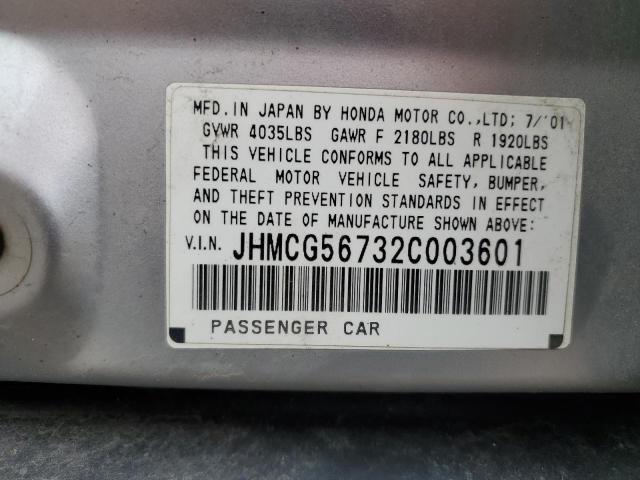 MFD. IN JAPAN BY HONDA MOTOR CO.,LTD; 7/'01
GVWR 4035LBS GAWR F 2180LBS R 1920LBS
THIS VEHICLE CONFORMS TO ALL APPLICABLE
FEDERAL MOTOR VEHICLE SAFETY, BUMPER,
AND THEFT PREVENTION STANDARDS IN EFFECT
ON THE DATE OF MANUFACTURE SHOWN ABOVE:
V.I.N. JHMCG56732C003601
PASSENGER CAR